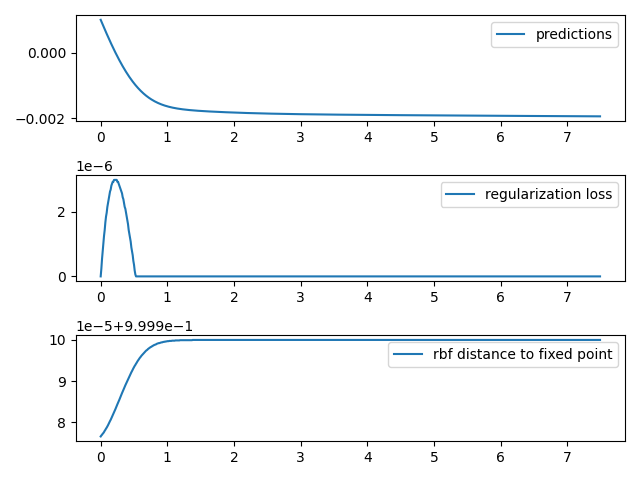 0.000
−0.002
predictions
0 1 2 3 4 5 6 7
1e−6
2
0
regularization loss
0 1 2 3 4 5 6 7
1e−5+9.999e−1
10
9
8
rbf distance to fixed point
0 1 2 3 4 5 6 7